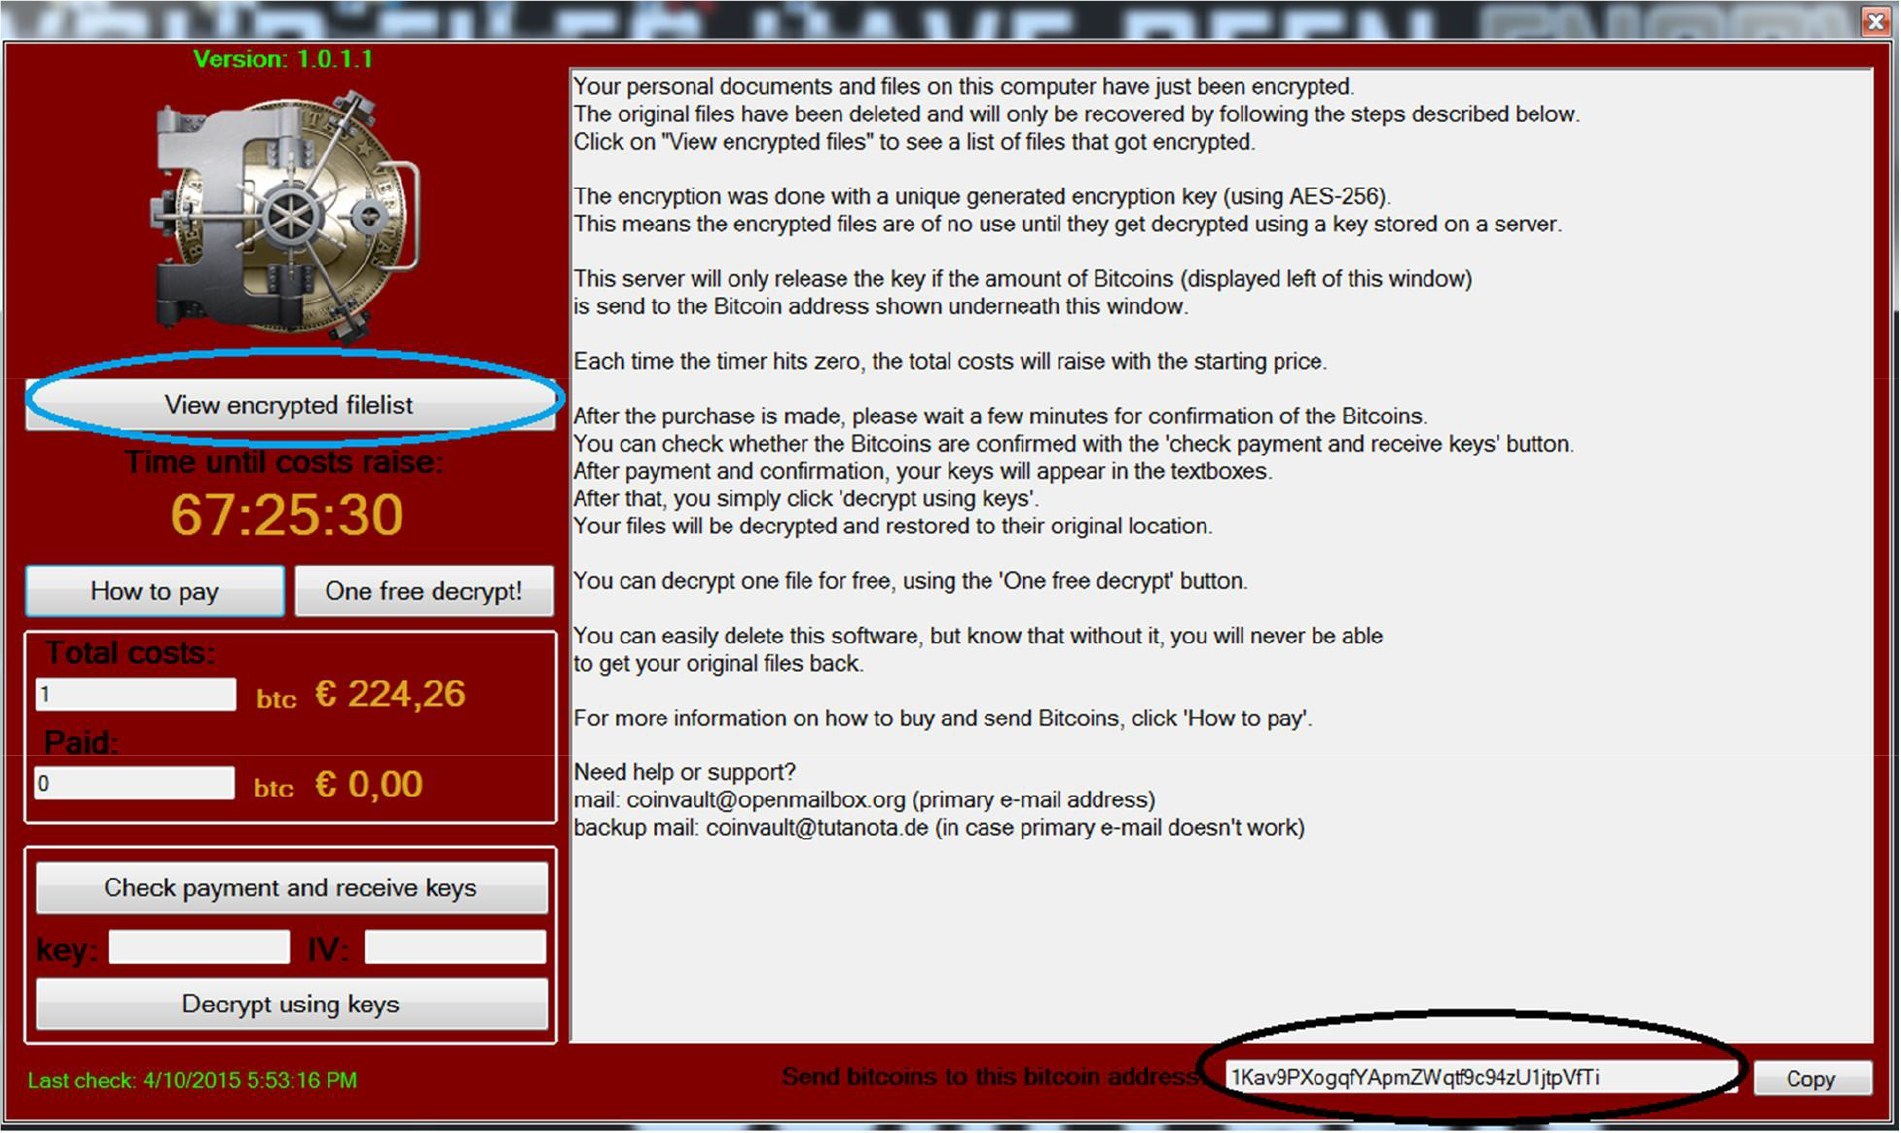 YOUR FILES HAVE BEEN
Version: 1.0.1.1
View encrypted filelist
Time until costs raise:
67:25:30
How to pay
One free decrypt!
Total costs:
1 btc € 224,26
Paid:
0 btc € 0,00
Check payment and receive keys
key: IV:
Decrypt using keys
Last check: 4/10/2015 5:53:16 PM
Your personal documents and files on this computer have just been encrypted.
The original files have been deleted and will only be recovered by following the steps described below.
Click on "View encrypted files" to see a list of files that got encrypted.
The encryption was done with a unique generated encryption key (using AES-256).
This means the encrypted files are of no use until they get decrypted using a key stored on a server.
This server will only release the key if the amount of Bitcoins (displayed left of this window)
is send to the Bitcoin address shown underneath this window.
Each time the timer hits zero, the total costs will raise with the starting price.
After the purchase is made, please wait a few minutes for confirmation of the Bitcoins.
You can check whether the Bitcoins are confirmed with the 'check payment and receive keys' button.
After payment and confirmation, your keys will appear in the textboxes.
After that, you simply click 'decrypt using keys'.
Your files will be decrypted and restored to their original location.
You can decrypt one file for free, using the 'One free decrypt' button.
You can easily delete this software, but know that without it, you will never be able
to get your original files back.
For more information on how to buy and send Bitcoins, click 'How to pay'.
Need help or support?
mail: coinvault@openmailbox.org (primary e-mail address)
backup mail: coinvault@tutanota.de (in case primary e-mail doesn't work)
Send bitcoins to this bitcoin address
1Kav9PXogqfYApmZWqtf9c94zU1jtpVfTi
Copy